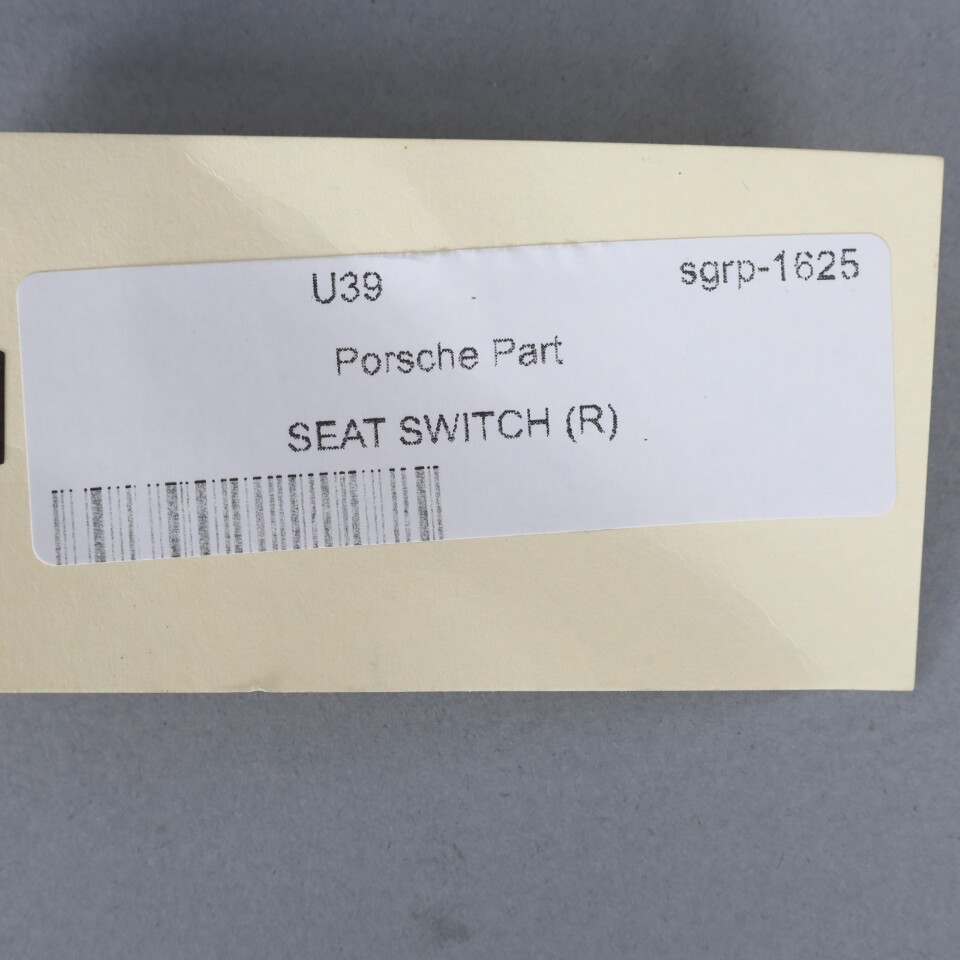 U39 sgrp-1625
Porsche Part
SEAT SWITCH (R)